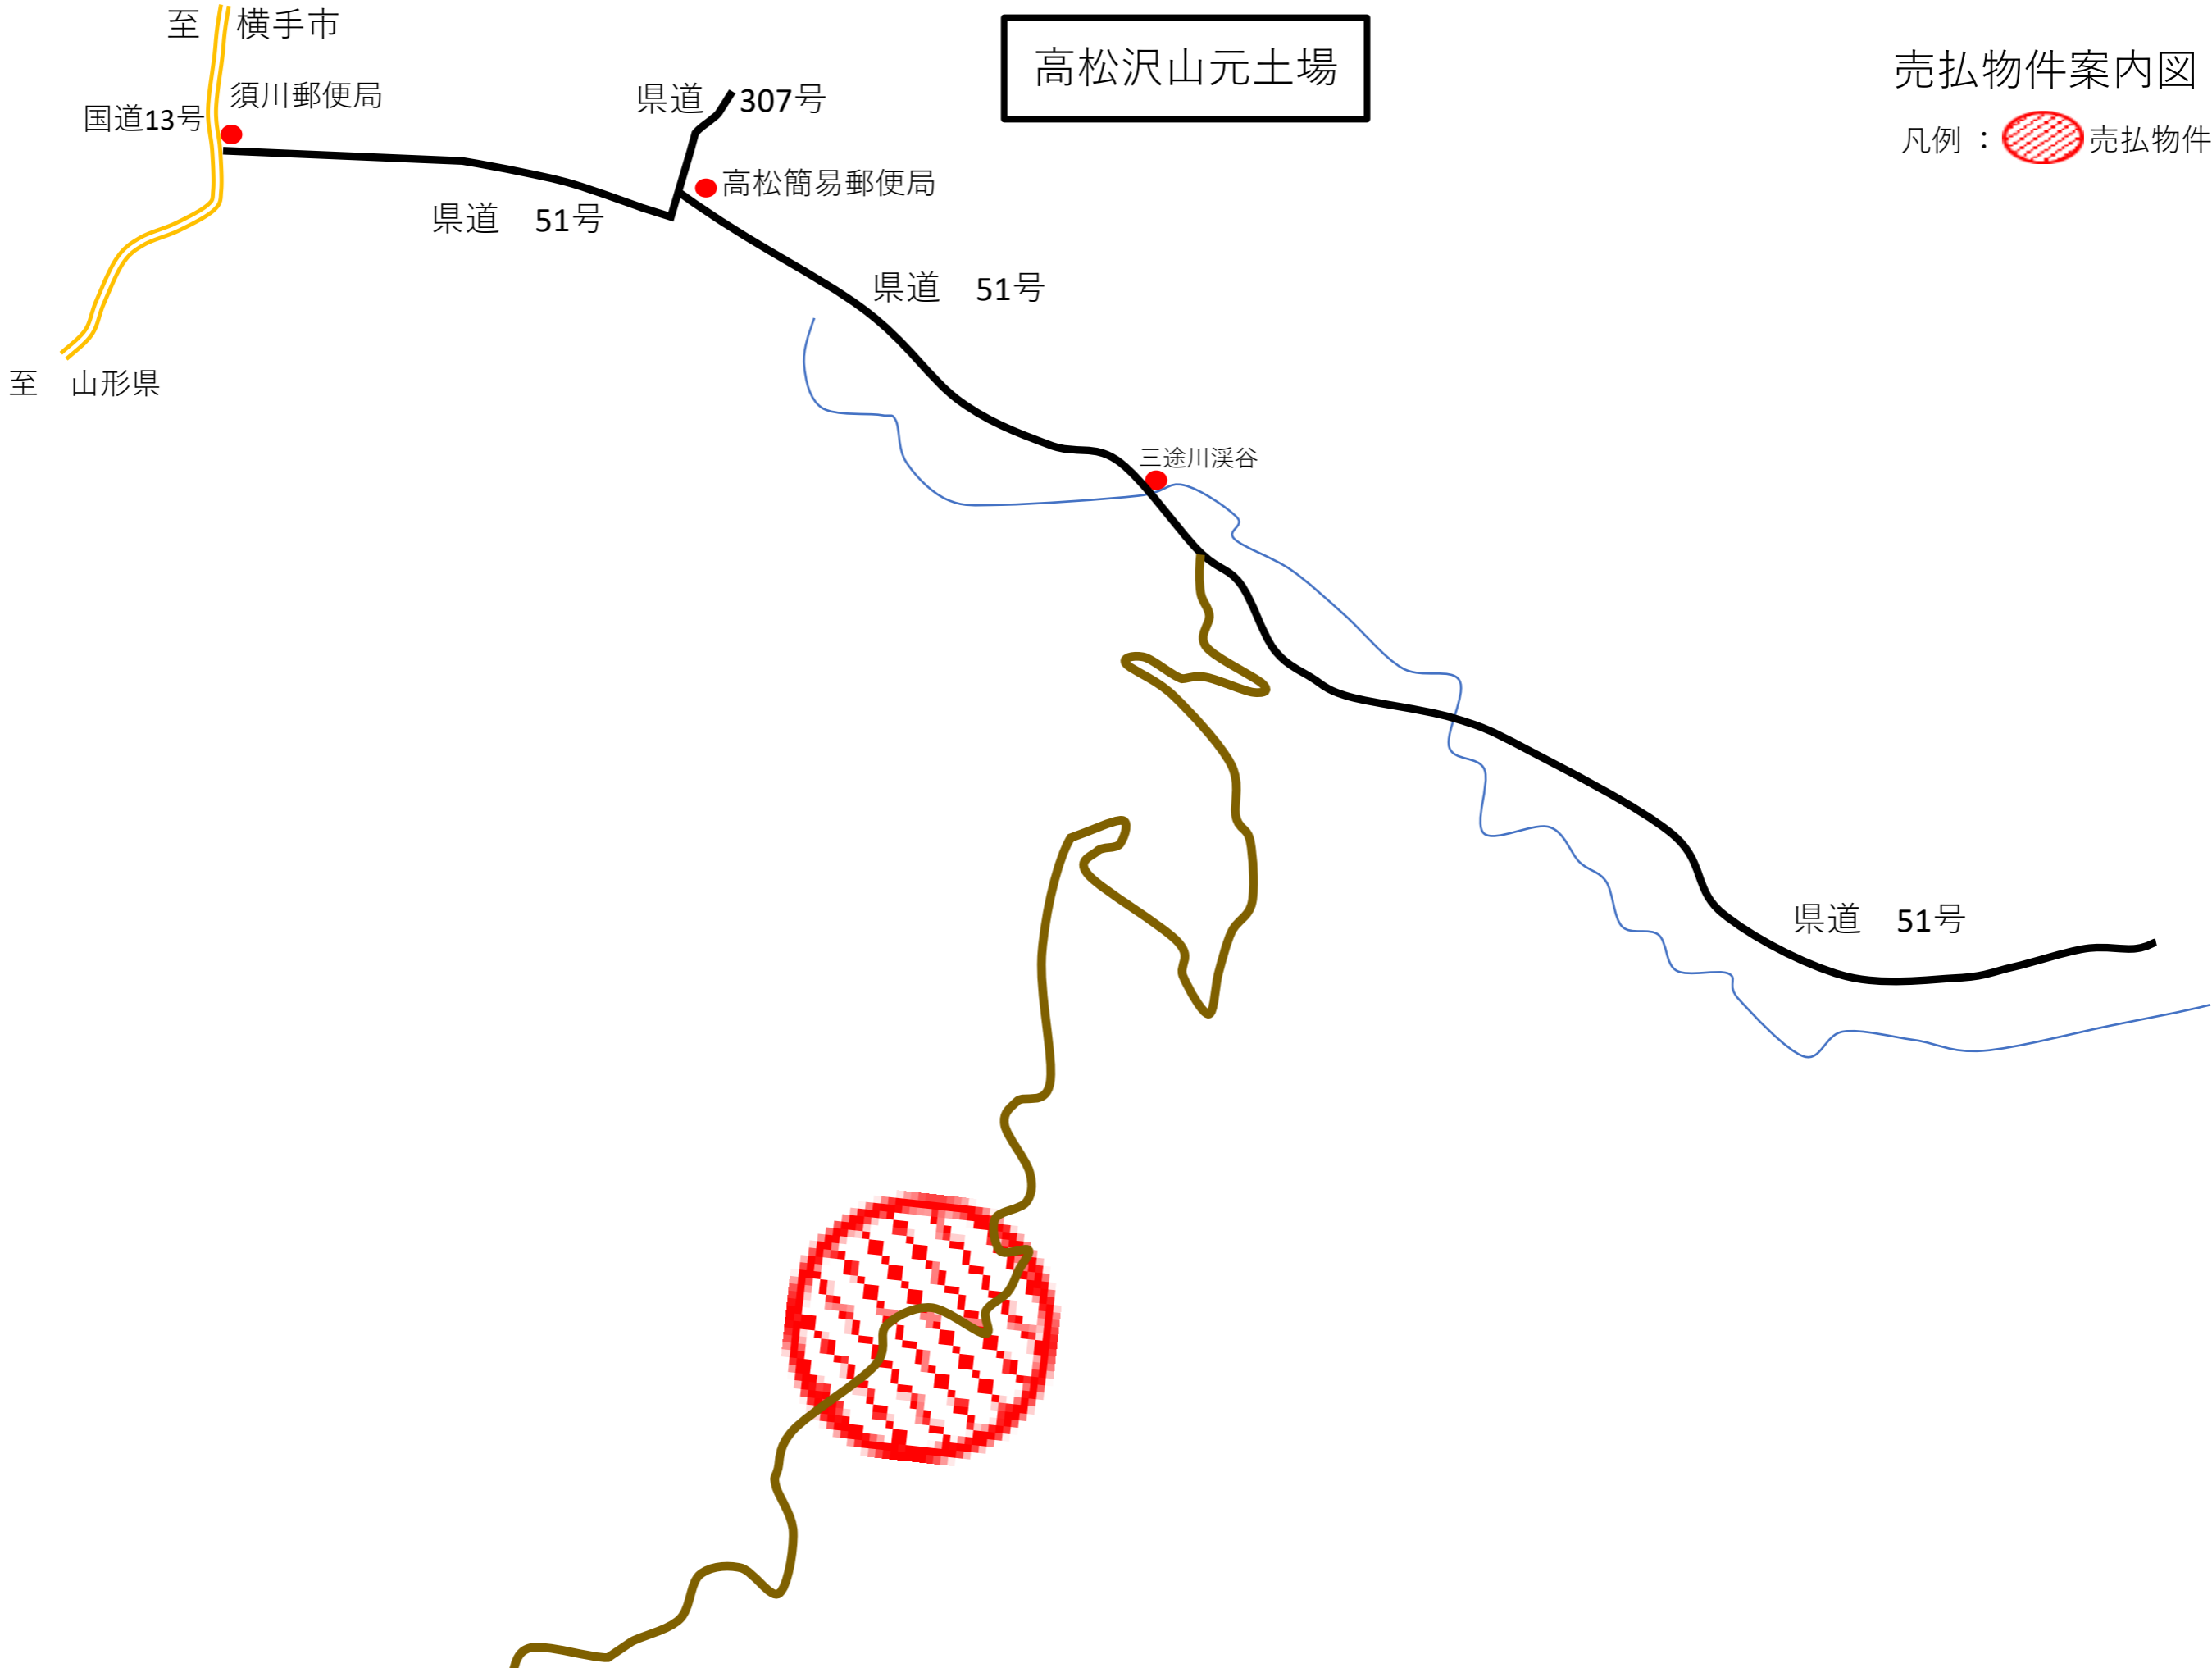 至 横手市
高松沢山元土場
売払物件案内図
凡例 : 売払物件
国道13号
須川郵便局
県道 307号
高松簡易郵便局
県道 51号
県道 51号
至 山形県
三途川渓谷
県道 51号